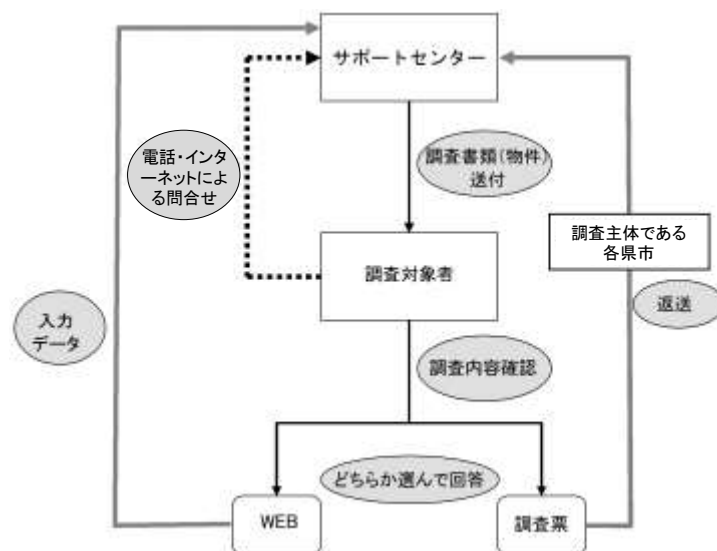 サポートセンター
電話・インタ
ーネットによ
る問合せ
調査書類(物件)
送付
調査主体である
各県市
調査対象者
入力
データ
返送
調査内容確認
どちらか選んで回答
WEB
調査票